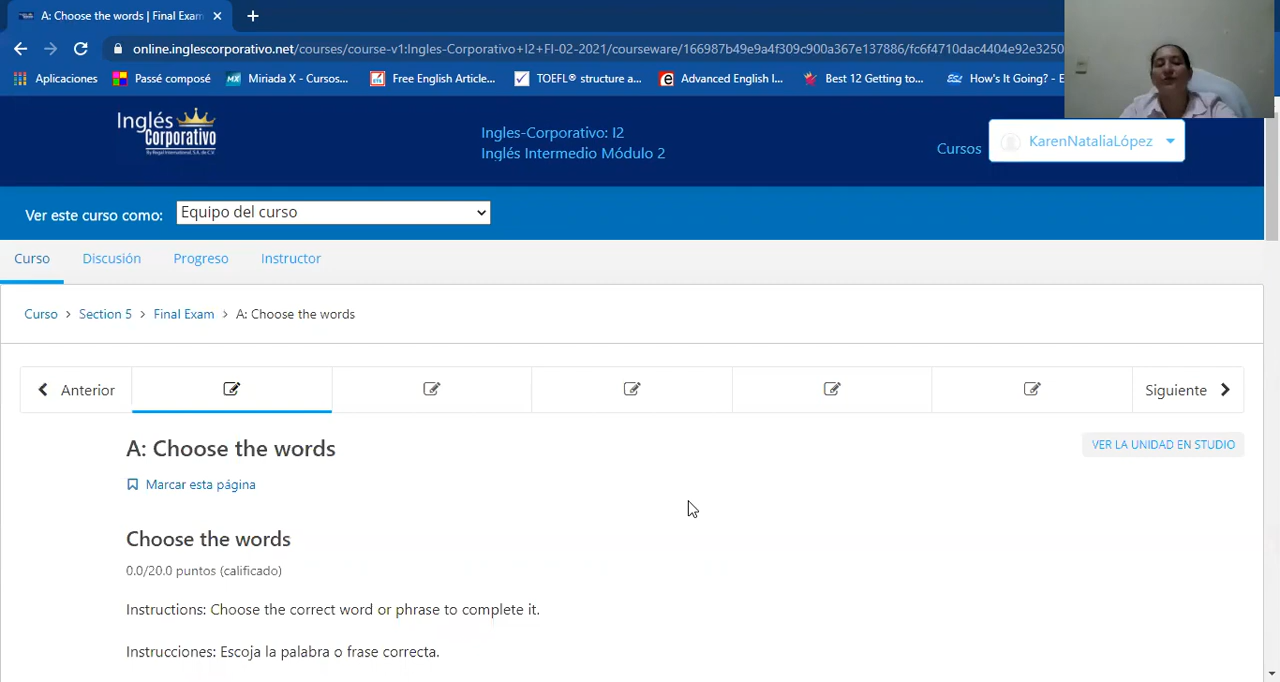 A: Choose the words | Final Exam
online.inglescorporativo.net/courses/course-v1:Ingles-Corporativo+I2+FI-02-2021/courseware/166987b49e9a4f309c900a367e137886/fc6f4710dac4404e92e3250
Aplicaciones
Passé composé
Miriada X - Cursos...
Free English Article...
TOEFL® structure a...
Advanced English I...
Best 12 Getting to...
How's It Going? - E
Inglés
Corporativo
By Regal International, S.A. de C.V.
Ingles-Corporativo: I2
Inglés Intermedio Módulo 2
Cursos
KarenNataliaLópez
Ver este curso como:
Equipo del curso
Curso
Discusión
Progreso
Instructor
Curso > Section 5 > Final Exam > A: Choose the words
Anterior
Siguiente
A: Choose the words
VER LA UNIDAD EN STUDIO
Marcar esta página
Choose the words
0.0/20.0 puntos (calificado)
Instructions: Choose the correct word or phrase to complete it.
Instrucciones: Escoja la palabra o frase correcta.